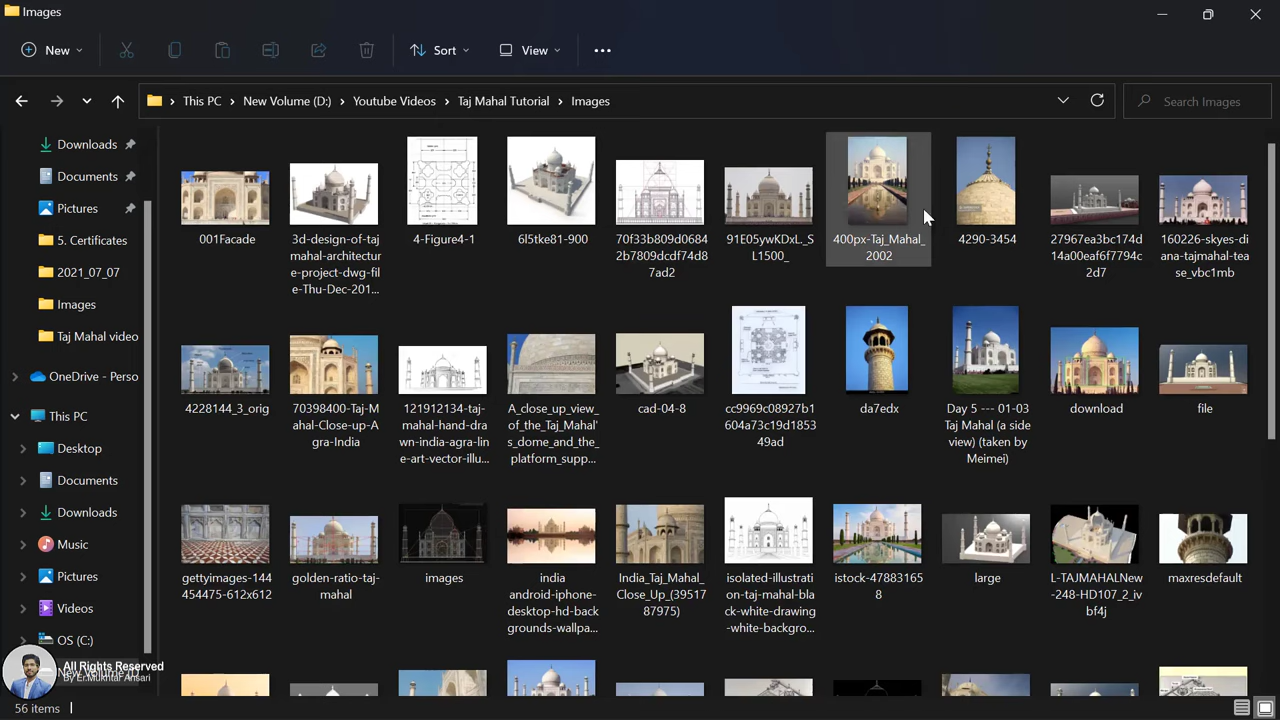 Images
New
Sort
View
This PC
New Volume (D:)
Youtube Videos
Taj Mahal Tutorial
Images
Search Images
Downloads
Documents
Pictures
5. Certificates
2021_07_07
Images
Taj Mahal video
OneDrive - Perso
This PC
Desktop
Documents
Downloads
Music
Pictures
Videos
OS (C:)
001Facade
3d-design-of-taj
mahal-architectur
e-project-dwg-fil
e-Thu-Dec-201...
4-Figure4-1
6l5tke81-900
70f33b809d0684
2b7809dcdf74d8
7ad2
91E05ywKDxL._S
L1500_
400px-Taj_Mahal_
2002
4290-3454
27967ea3bc174d
14a00eaf6f7794c
2d7
160226-skyes-di
ana-tajmahal-tea
se_vbc1mb
4228144_3_orig
70398400-Taj-M
ahal-Close-up-A
gra-India
121912134-taj-
mahal-hand-dra
wn-india-agra-lin
e-art-vector-illu...
A_close_up_view_
of_the_Taj_Mahal'
s_dome_and_the_
platform_supp...
cad-04-8
cc9969c08927b1
604a73c19d1853
49ad
da7edx
Day 5 --- 01-03
Taj Mahal (a side
view) (taken by
Meimei)
download
file
gettyimages-144
454475-612x612
golden-ratio-taj-
mahal
images
india
android-iphone-
desktop-hd-back
grounds-wallpa...
India_Taj_Mahal_
Close_Up_(39517
87975)
isolated-illustrati
on-taj-mahal-bla
ck-white-drawing
-white-backgro...
istock-47883165
8
large
L-TAJMAHALNew
-248-HD107_2_iv
bf4j
maxresdefault
All Rights Reserved
By Er.Mukhtar Ansari
56 items